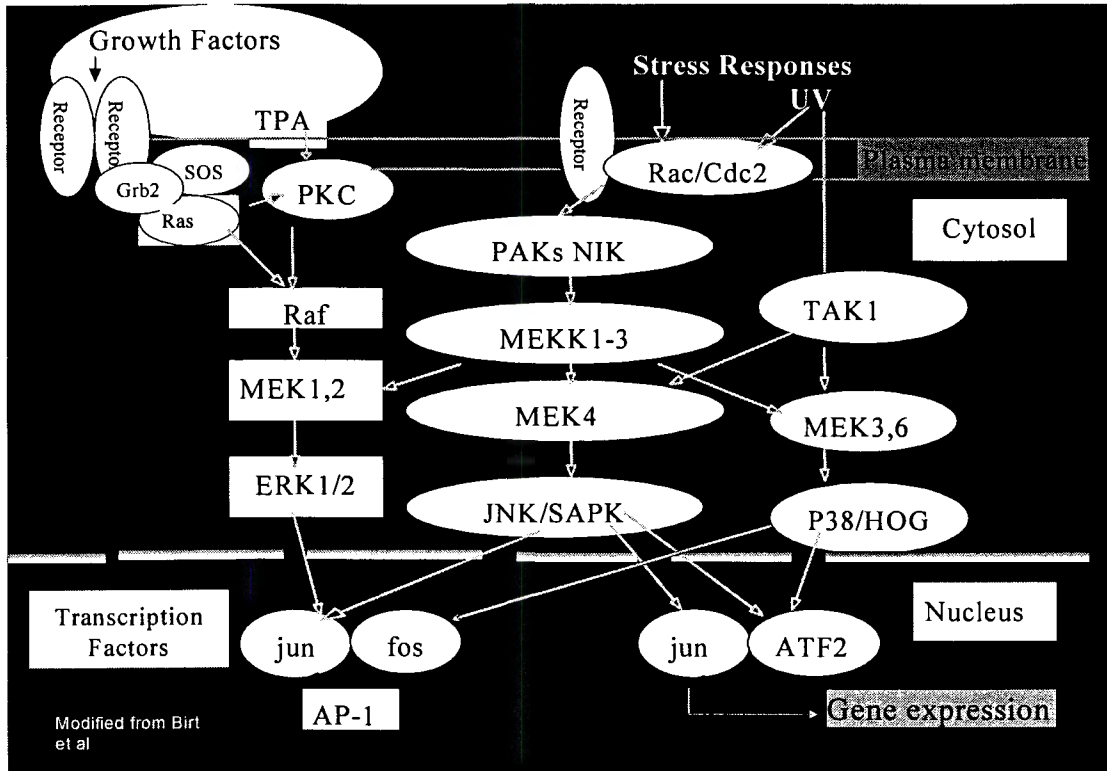 Growth Factors
Stress Responses
UV
Receptor
Receptor
TPA
Receptor
Plasma membrane
SOS
Grb2
Ras
PKC
Rac/Cdc2
Cytosol
PAKs NIK
Raf
MEKK1-3
TAK1
MEK1,2
MEK4
MEK3,6
ERK1/2
JNK/SAPK
P38/HOG
Transcription
Factors
Nucleus
jun
fos
jun
ATF2
AP-1
Gene expression
Modified from Birt
et al